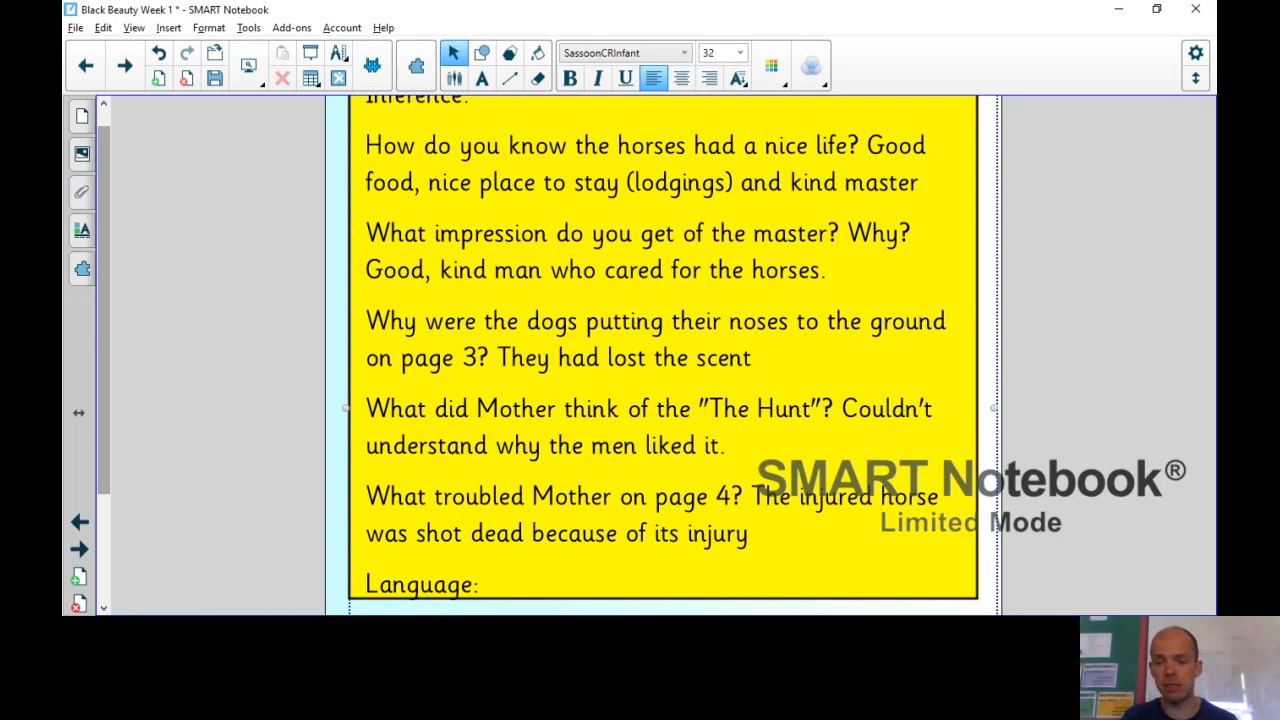 Black Beauty Week 1 * - SMART Notebook
File Edit View Insert Format Tools Add-ons Account Help
SassoonCRInfant 32
Inference:
How do you know the horses had a nice life? Good
food, nice place to stay (lodgings) and kind master
What impression do you get of the master? Why?
Good, kind man who cared for the horses.
Why were the dogs putting their noses to the ground
on page 3? They had lost the scent
What did Mother think of the "The Hunt"? Couldn't
understand why the men liked it.
What troubled Mother on page 4? The injured horse
was shot dead because of its injury
Language:
SMART Notebook®
Limited Mode